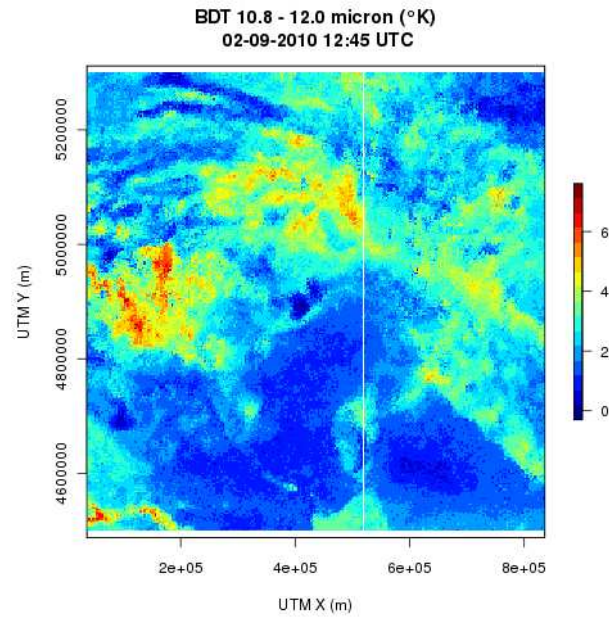 BDT 10.8 - 12.0 micron (°K)
02-09-2010 12:45 UTC
UTM Y (m)
5200000
5000000
4800000
4600000
6
4
2
0
2e+05
4e+05
6e+05
8e+05
UTM X (m)